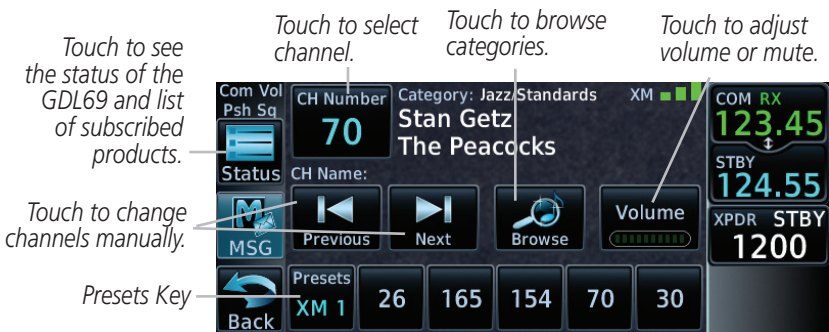 Touch to see
the status of the
GDL69 and list
of subscribed
products.
Touch to select
channel.
Touch to browse
categories.
Touch to adjust
volume or mute.
Touch to change
channels manually.
Presets Key
Com Vol
Psh Sq
Status
MSG
Back
CH Number
70
Category: Jazz/Standards
XM
Stan Getz
The Peacocks
CH Name:
Previous
Next
Browse
Volume
Presets
XM 1
26
165
154
70
30
COM RX
123.45
STBY
124.55
XPDR STBY
1200